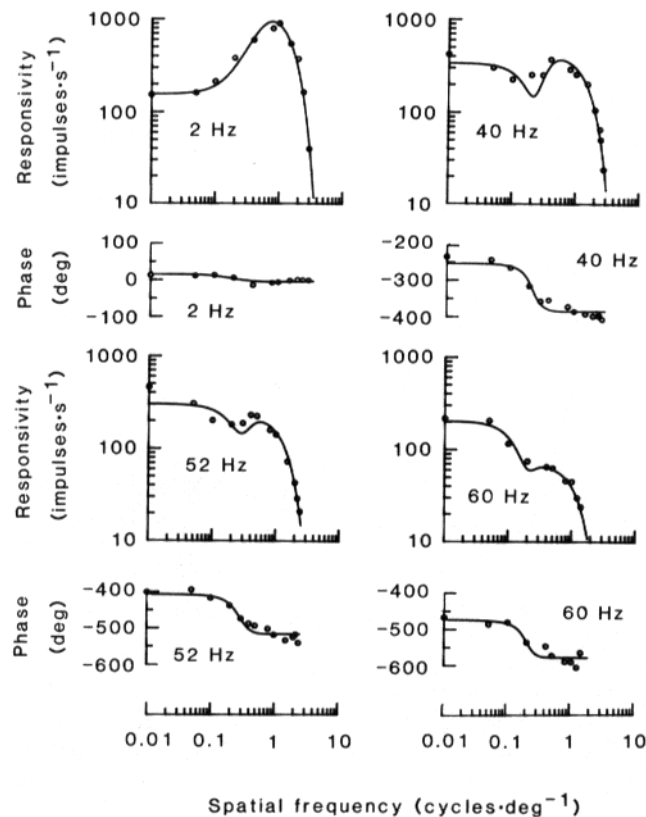 Responsivity
(impulses·s⁻¹)
1000
100
10
2 Hz
1000
100
10
40 Hz
Phase
(deg)
100
0
-100
2 Hz
-200
-300
-400
40 Hz
Responsivity
(impulses·s⁻¹)
1000
100
10
52 Hz
1000
100
10
60 Hz
Phase
(deg)
-400
-500
-600
52 Hz
-400
-500
-600
60 Hz
0.01 0.1 1 10
0.01 0.1 1 10
Spatial frequency (cycles·deg⁻¹)